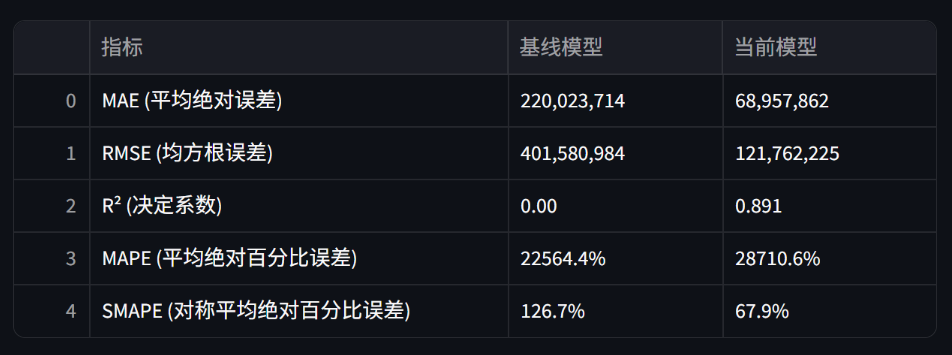 指标 基线模型 当前模型
0 MAE (平均绝对误差) 220,023,714 68,957,862
1 RMSE (均方根误差) 401,580,984 121,762,225
2 R² (决定系数) 0.00 0.891
3 MAPE (平均绝对百分比误差) 22564.4% 28710.6%
4 SMAPE (对称平均绝对百分比误差) 126.7% 67.9%